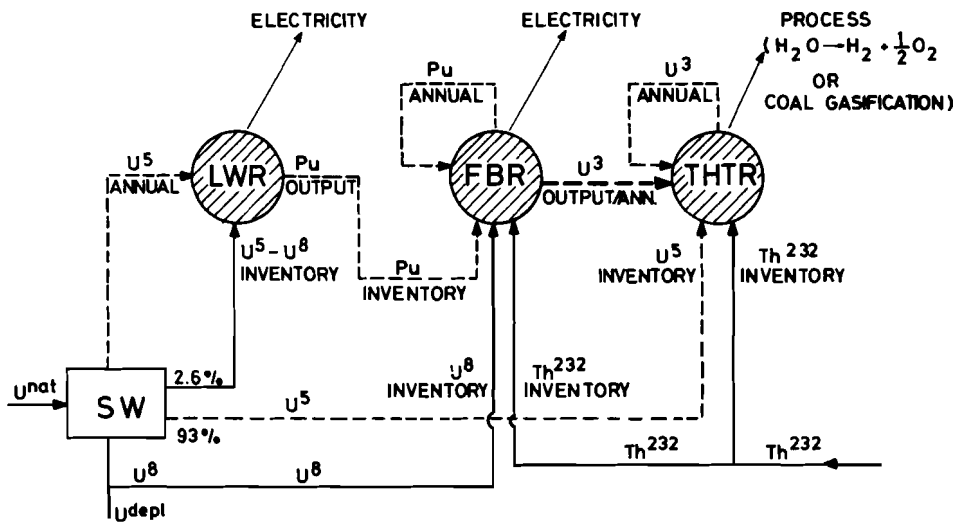 ELECTRICITY
ELECTRICITY
PROCESS
(H₂O→H₂ + ½O₂
OR
COAL GASIFICATION)
Pu
ANNUAL
U³
ANNUAL
U⁵
ANNUAL
LWR
Pu
OUTPUT
FBR
U³
OUTPUT/ANN.
THTR
U⁵-U⁸
INVENTORY
Pu
INVENTORY
U⁵
INVENTORY
Th²³²
INVENTORY
U⁸
INVENTORY
Th²³²
INVENTORY
Uⁿᵃᵗ
SW
2.6%
93%
U⁵
Th²³²
Th²³²
U⁸
U⁸
Uᵈᵉᵖˡ